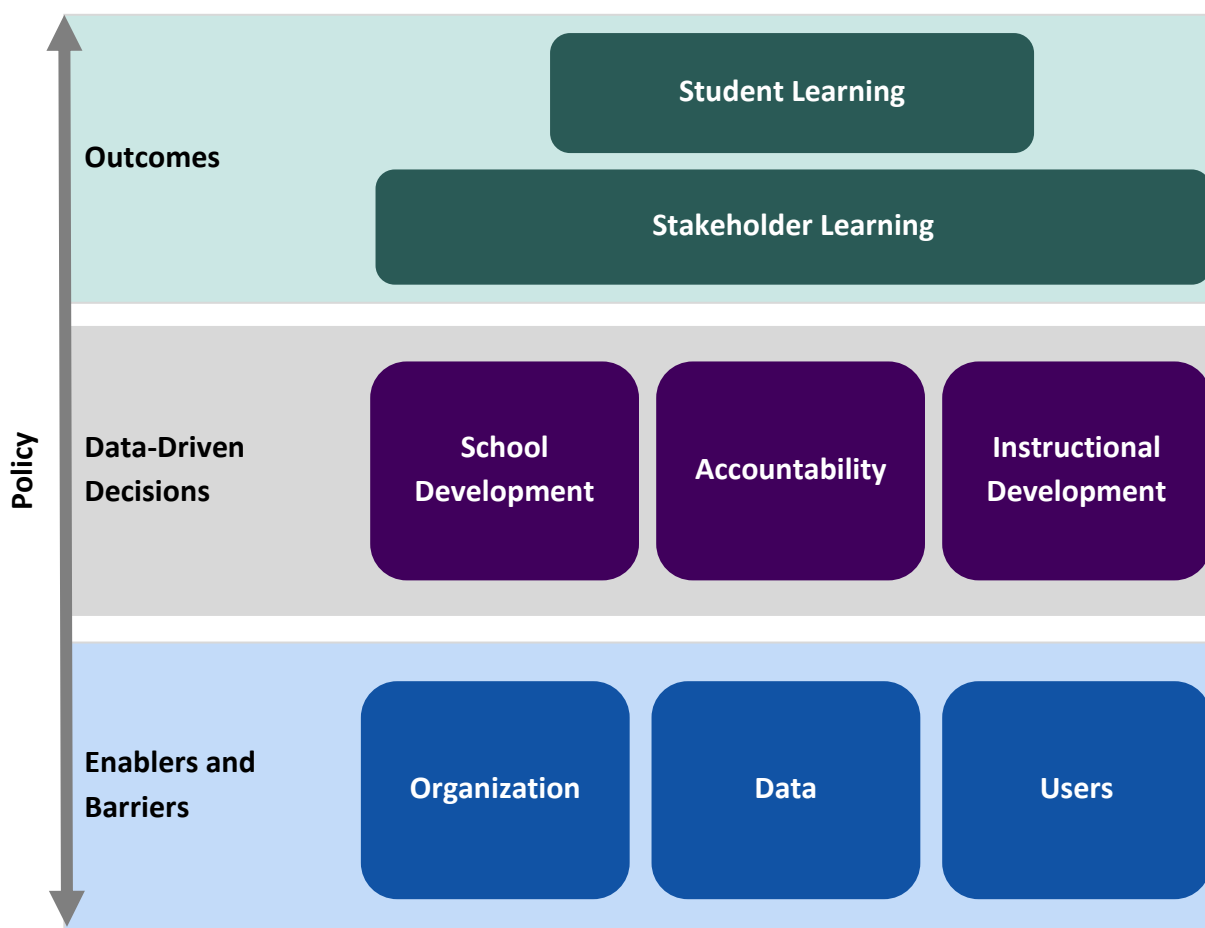 Policy
Outcomes
Student Learning
Stakeholder Learning
Data-Driven
Decisions
School
Development
Accountability
Instructional
Development
Enablers and
Barriers
Organization
Data
Users